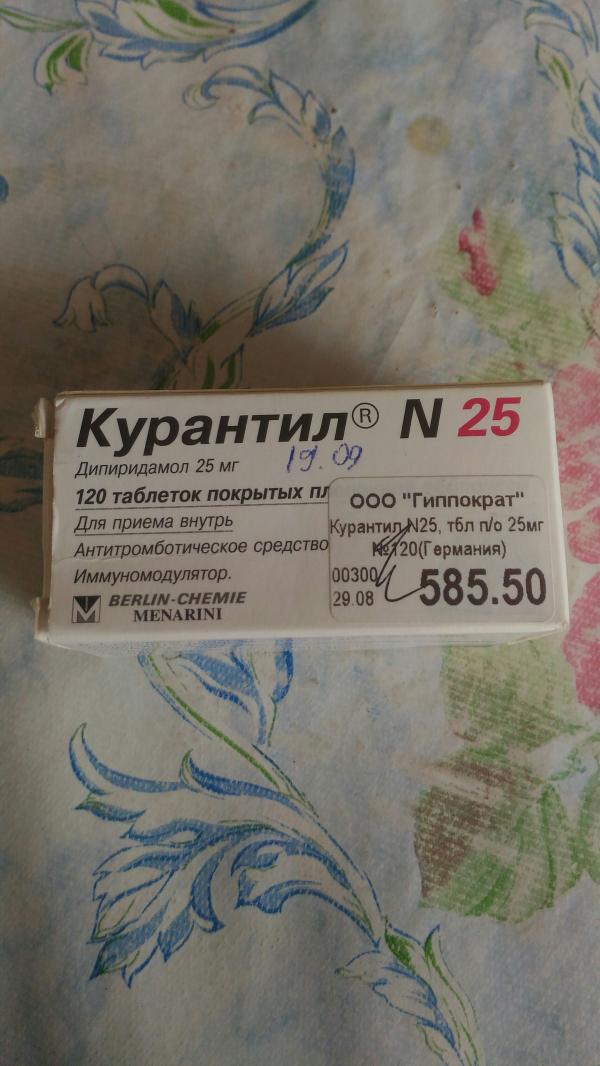 Курантил® N 25
Дипиридамол 25 мг
19.09
120 таблеток покрытых
Для приема внутрь
Антитромботическое средство
Иммуномодулятор.
BERLIN-CHEMIE
MENARINI
ООО "Гиппократ"
Курантил N25, тбл п/о 25мг
№120(Германия)
00300
29.08
585.50